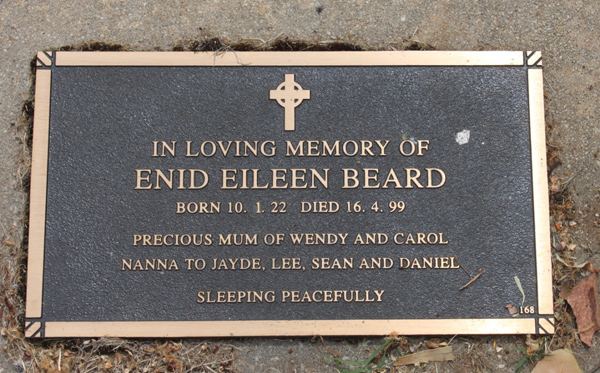 IN LOVING MEMORY OF
ENID EILEEN BEARD
BORN 10. 1. 22 DIED 16. 4. 99
PRECIOUS MUM OF WENDY AND CAROL
NANNA TO JAYDE, LEE, SEAN AND DANIEL
SLEEPING PEACEFULLY
168